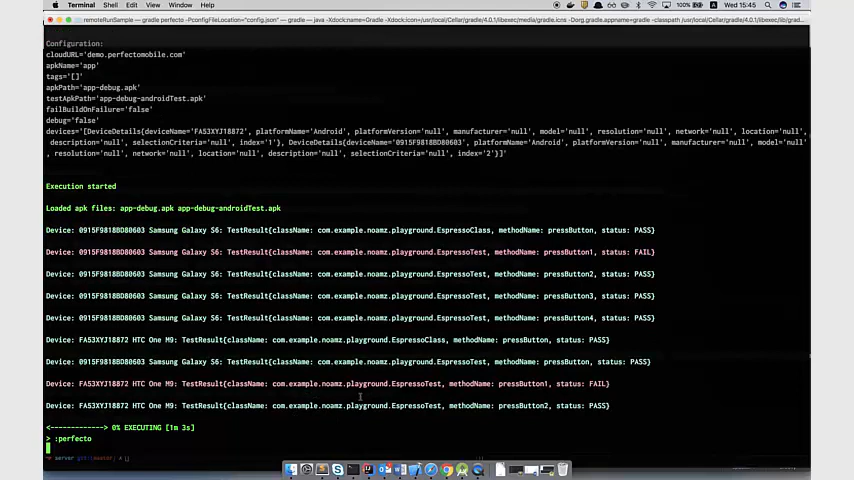 Terminal Shell Edit View Window Help 100% Wed 15:45
remoteRunSample — gradle perfecto -PconfigFileLocation="config.json" — gradle — java -Xdock:name=Gradle -Xdock:icon=/usr/local/Cellar/gradle/4.0.1/libexec/media/gradle.icns -Dorg.gradle.appname=gradle -classpath /usr/local/Cellar/gradle/4.0.1/libexec/lib/grad...
Configuration:
cloudURL='demo.perfectomobile.com'
apkName='app'
tags='[]'
apkPath='app-debug.apk'
testApkPath='app-debug-androidTest.apk'
failBuildOnFailure='false'
debug='false'
devices='[DeviceDetails{deviceName='FA53XYJ18872', platformName='Android', platformVersion='null', manufacturer='null', model='null', resolution='null', network='null', location='null',
description='null', selectionCriteria='null', index='1'}, DeviceDetails{deviceName='0915F9818BD80603', platformName='Android', platformVersion='null', manufacturer='null', model='null'
, resolution='null', network='null', location='null', description='null', selectionCriteria='null', index='2'}]'
Execution started
Loaded apk files: app-debug.apk app-debug-androidTest.apk
Device: 0915F9818BD80603 Samsung Galaxy S6: TestResult{className: com.example.noamz.playground.EspressoClass, methodName: pressButton, status: PASS}
Device: 0915F9818BD80603 Samsung Galaxy S6: TestResult{className: com.example.noamz.playground.EspressoTest, methodName: pressButton1, status: FAIL}
Device: 0915F9818BD80603 Samsung Galaxy S6: TestResult{className: com.example.noamz.playground.EspressoTest, methodName: pressButton2, status: PASS}
Device: 0915F9818BD80603 Samsung Galaxy S6: TestResult{className: com.example.noamz.playground.EspressoTest, methodName: pressButton3, status: PASS}
Device: 0915F9818BD80603 Samsung Galaxy S6: TestResult{className: com.example.noamz.playground.EspressoTest, methodName: pressButton4, status: PASS}
Device: FA53XYJ18872 HTC One M9: TestResult{className: com.example.noamz.playground.EspressoClass, methodName: pressButton, status: PASS}
Device: 0915F9818BD80603 Samsung Galaxy S6: TestResult{className: com.example.noamz.playground.EspressoTest, methodName: pressButton, status: PASS}
Device: FA53XYJ18872 HTC One M9: TestResult{className: com.example.noamz.playground.EspressoTest, methodName: pressButton1, status: FAIL}
Device: FA53XYJ18872 HTC One M9: TestResult{className: com.example.noamz.playground.EspressoTest, methodName: pressButton2, status: PASS}
<-------------> 0% EXECUTING [1m 3s]
> :perfecto
server git:(master)